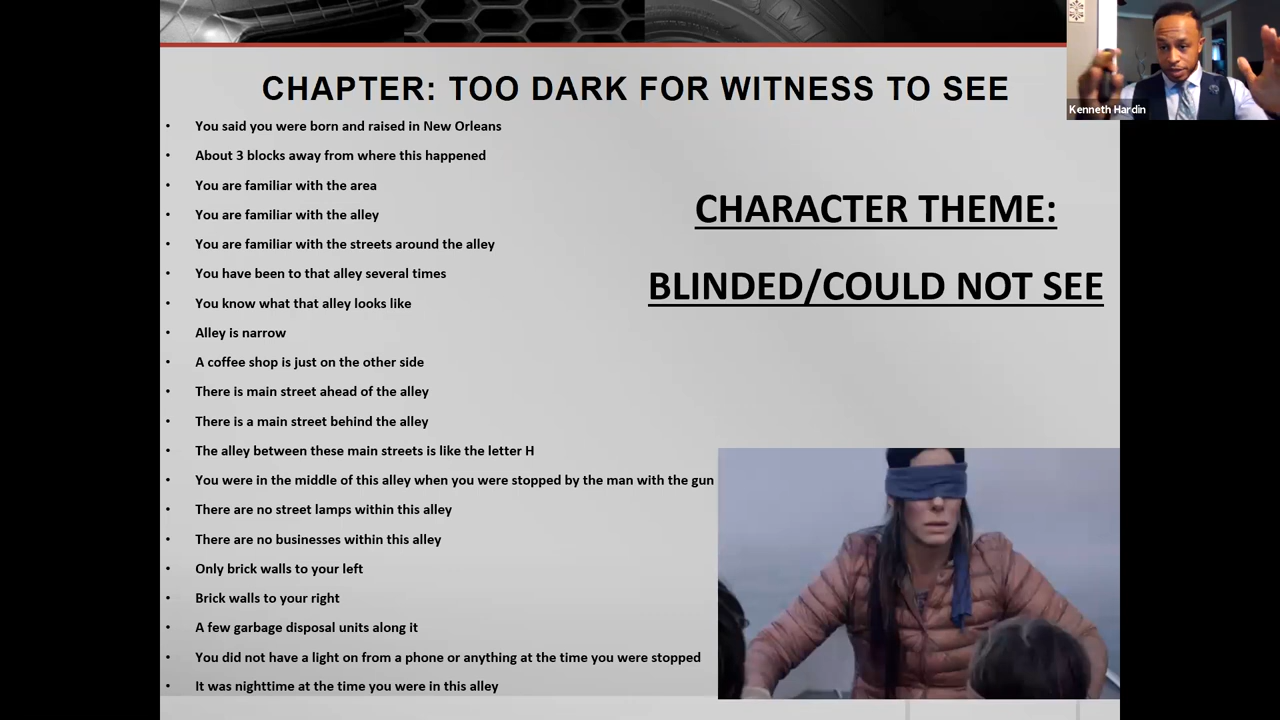 CHAPTER: TOO DARK FOR WITNESS TO SEE
Kenneth Hardin
• You said you were born and raised in New Orleans
• About 3 blocks away from where this happened
• You are familiar with the area
• You are familiar with the alley
• You are familiar with the streets around the alley
• You have been to that alley several times
• You know what that alley looks like
• Alley is narrow
• A coffee shop is just on the other side
• There is main street ahead of the alley
• There is a main street behind the alley
• The alley between these main streets is like the letter H
• You were in the middle of this alley when you were stopped by the man with the gun
• There are no street lamps within this alley
• There are no businesses within this alley
• Only brick walls to your left
• Brick walls to your right
• A few garbage disposal units along it
• You did not have a light on from a phone or anything at the time you were stopped
• It was nighttime at the time you were in this alley
CHARACTER THEME:
BLINDED/COULD NOT SEE